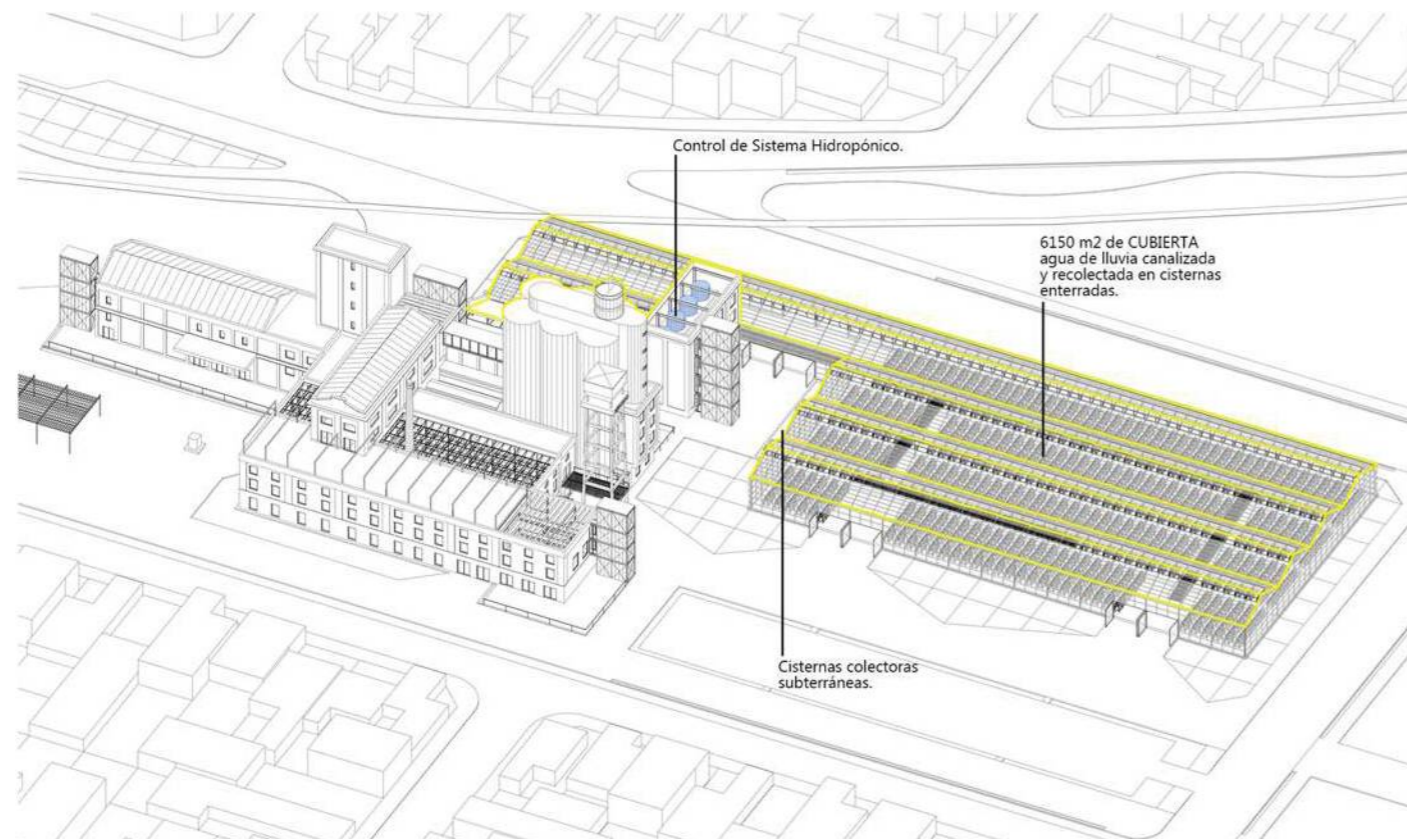 Control de Sistema Hidropónico.
6150 m2 de CUBIERTA
agua de lluvia canalizada
y recolectada en cisternas
enterradas.
Cisternas colectoras
subterráneas.